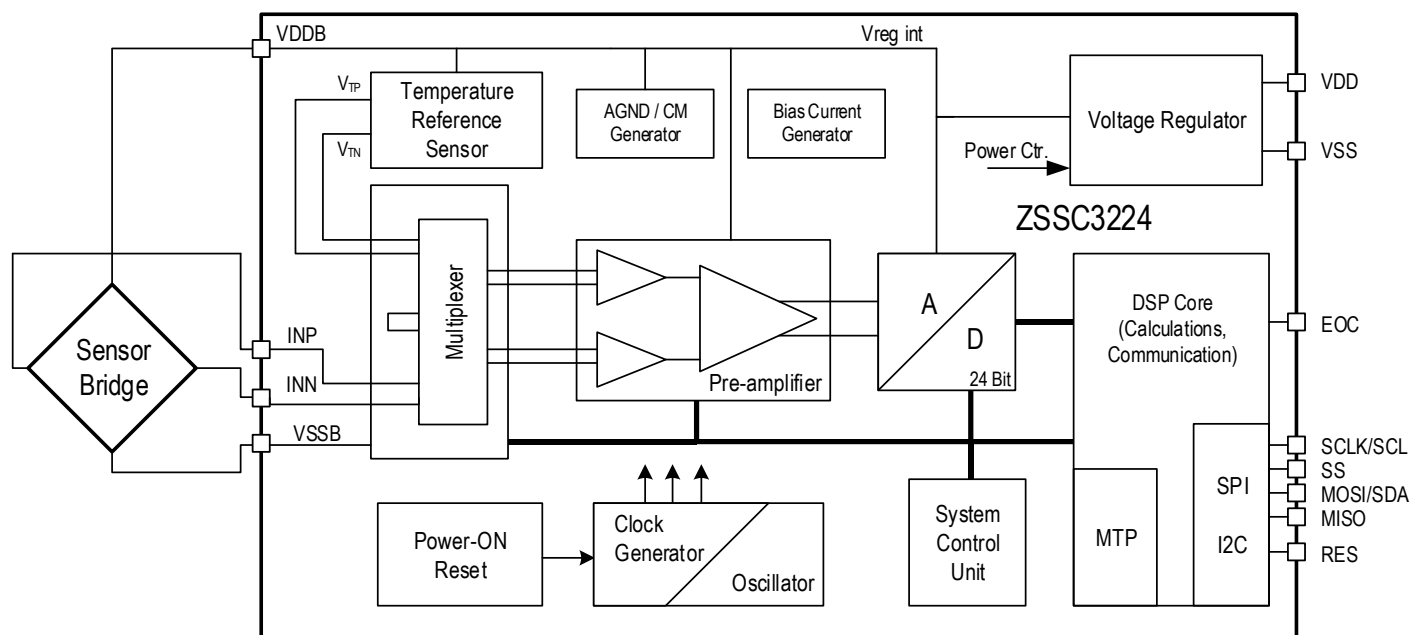 VDDB
Vreg int
VTP
Temperature
Reference
Sensor
VTN
AGND / CM
Generator
Bias Current
Generator
Voltage Regulator
Power Ctr.
VDD
VSS
ZSSC3224
Sensor
Bridge
INP
INN
VSSB
Multiplexer
Pre-amplifier
A
D
24 Bit
DSP Core
(Calculations,
Communication)
EOC
Power-ON
Reset
Clock
Generator
Oscillator
System
Control
Unit
MTP
SPI
I2C
SCLK/SCL
SS
MOSI/SDA
MISO
RES